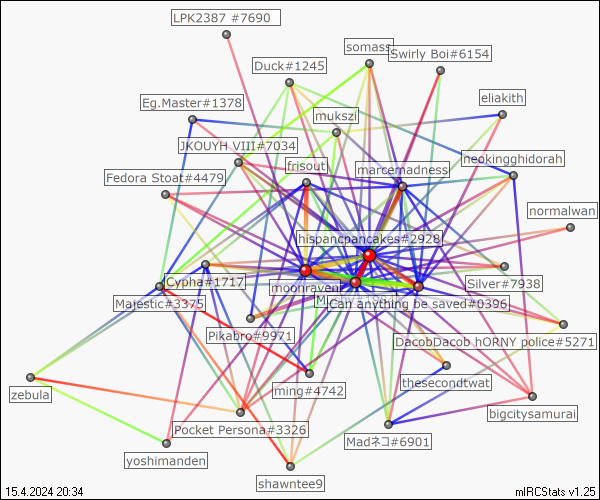 LPK2387 #7690
somass
Swirly Boi#6154
Duck#1245
eliakith
Eg.Master#1378
mukszi
JKOUYH VIII#7034
neokingghidorah
frisout
marcemadness
Fedora Stoat#4479
normalwan
hispancpancakes#2928
Cypha#1717
moonraven
Silver#7938
Majestic#3375
Can anything be saved#0396
Pikabro#9971
DacobDacob hORNY police#5271
ming#4742
thesecondtwat
zebula
bigcitysamurai
Pocket Persona#3326
Madネコ#6901
yoshimanden
shawntee9
15.4.2024 20:34
mIRCStats v1.25